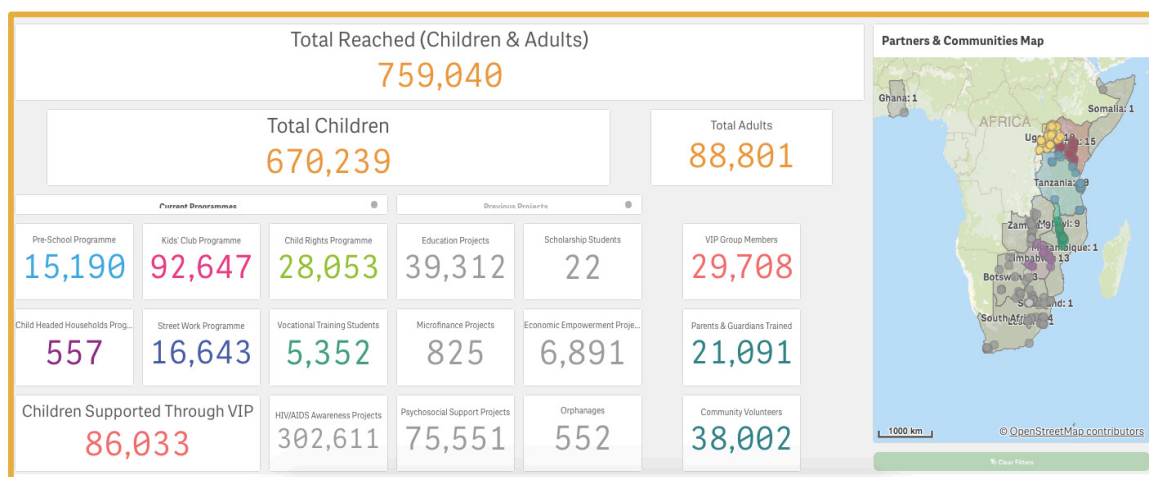 Total Reached (Children & Adults)
759,040
Total Children
670,239
Total Adults
88,801
Current Programmes
Previous Projects
Pre-School Programme
15,190
Kids' Club Programme
92,647
Child Rights Programme
28,053
Education Projects
39,312
Scholarship Students
22
VIP Group Members
29,708
Child Headed Households Prog...
557
Street Work Programme
16,643
Vocational Training Students
5,352
Microfinance Projects
825
Economic Empowerment Proje...
6,891
Parents & Guardians Trained
21,091
Children Supported Through VIP
86,033
HIV/AIDS Awareness Projects
302,611
Psychosocial Support Projects
75,551
Orphanages
552
Community Volunteers
38,002
Partners & Communities Map
Ghana: 1
Somalia: 1
AFRICA
15
Tanzania:
9
1
13
1
South Af
1000 km
© OpenStreetMap contributors
Clear Filters